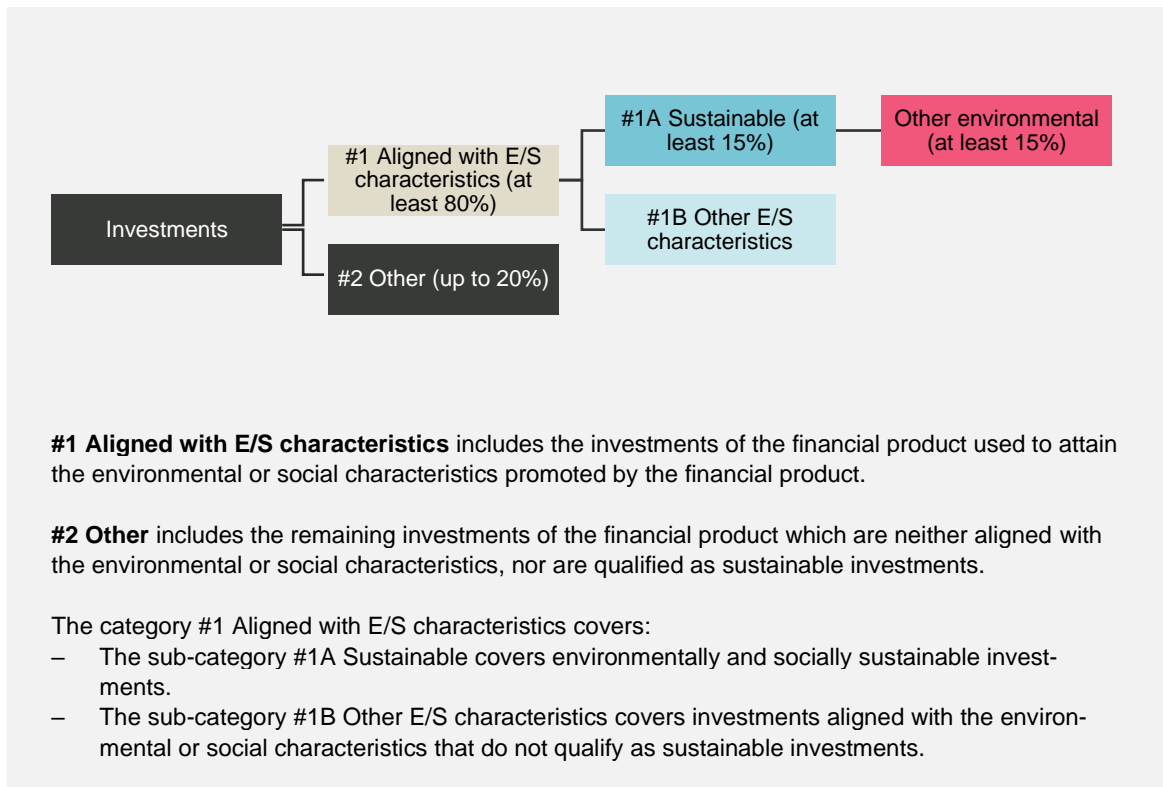 #1A Sustainable (at
least 15%)
Other environmental
(at least 15%)
#1 Aligned with E/S
characteristics (at
least 80%)
#1B Other E/S
characteristics
Investments
#2 Other (up to 20%)
#1 Aligned with E/S characteristics includes the investments of the financial product used to attain
the environmental or social characteristics promoted by the financial product.
#2 Other includes the remaining investments of the financial product which are neither aligned with
the environmental or social characteristics, nor are qualified as sustainable investments.
The category #1 Aligned with E/S characteristics covers:
– The sub-category #1A Sustainable covers environmentally and socially sustainable invest-
ments.
– The sub-category #1B Other E/S characteristics covers investments aligned with the environ-
mental or social characteristics that do not qualify as sustainable investments.